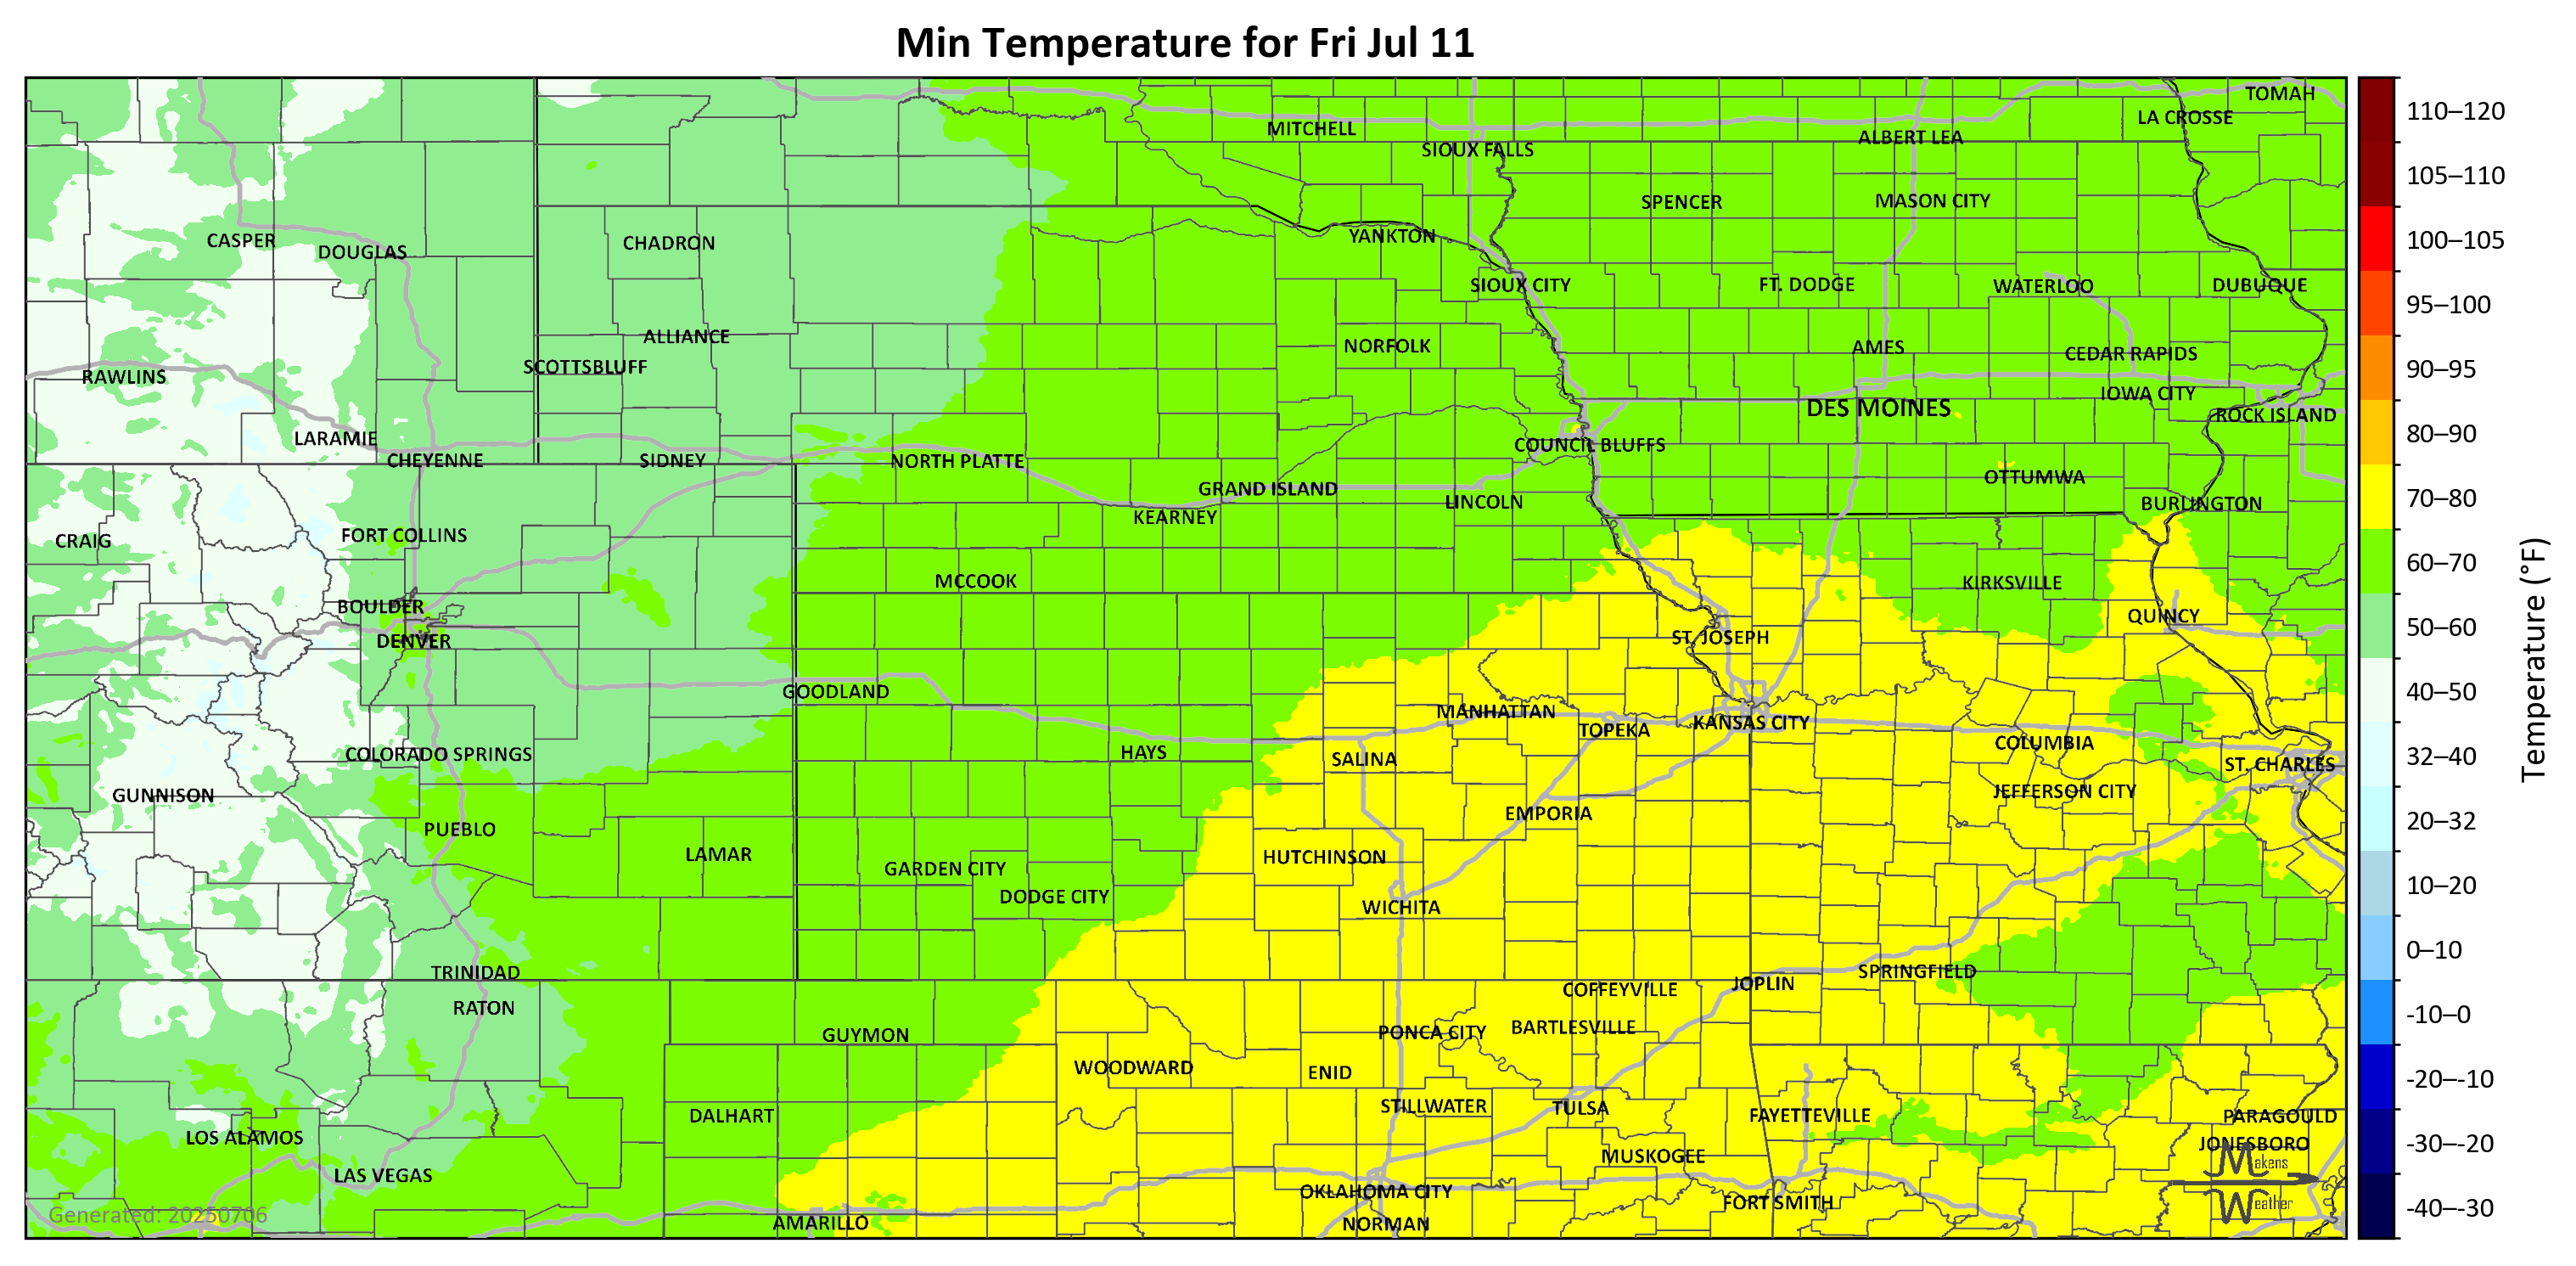 Min Temperature for Fri Jul 11
TOMAH
LA CROSSE
MITCHELL
ALBERT LEA
SIOUX FALLS
SPENCER
MASON CITY
CASPER
DOUGLAS
CHADRON
YANKTON
SIOUX CITY
FT. DODGE
WATERLOO
DUBUQUE
ALLIANCE
NORFOLK
AMES
CEDAR RAPIDS
SCOTTSBLUFF
RAWLINS
IOWA CITY
DES MOINES
ROCK ISLAND
LARAMIE
COUNCIL BLUFFS
CHEYENNE
SIDNEY
NORTH PLATTE
OTTUMWA
GRAND ISLAND
LINCOLN
BURLINGTON
KEARNEY
CRAIG
FORT COLLINS
MCCOOK
KIRKSVILLE
BOULDER
QUINCY
DENVER
ST. JOSEPH
GOODLAND
MANHATTAN
KANSAS CITY
TOPEKA
COLUMBIA
COLORADO SPRINGS
HAYS
SALINA
ST. CHARLES
GUNNISON
JEFFERSON CITY
EMPORIA
PUEBLO
LAMAR
HUTCHINSON
GARDEN CITY
DODGE CITY
WICHITA
TRINIDAD
SPRINGFIELD
JOPLIN
COFFEYVILLE
RATON
GUYMON
PONCA CITY
BARTLESVILLE
WOODWARD
ENID
DALHART
STILLWATER
TULSA
FAYETTEVILLE
PARAGOULD
LOS ALAMOS
JONESBORO
MUSKOGEE
LAS VEGAS
OKLAHOMA CITY
FORT SMITH
AMARILLO
NORMAN
Makens
Weather
Generated: 20250706
110–120
105–110
100–105
95–100
90–95
80–90
70–80
60–70
50–60
40–50
32–40
20–32
10–20
0–10
-10–0
-20–-10
-30–-20
-40–-30
Temperature (°F)